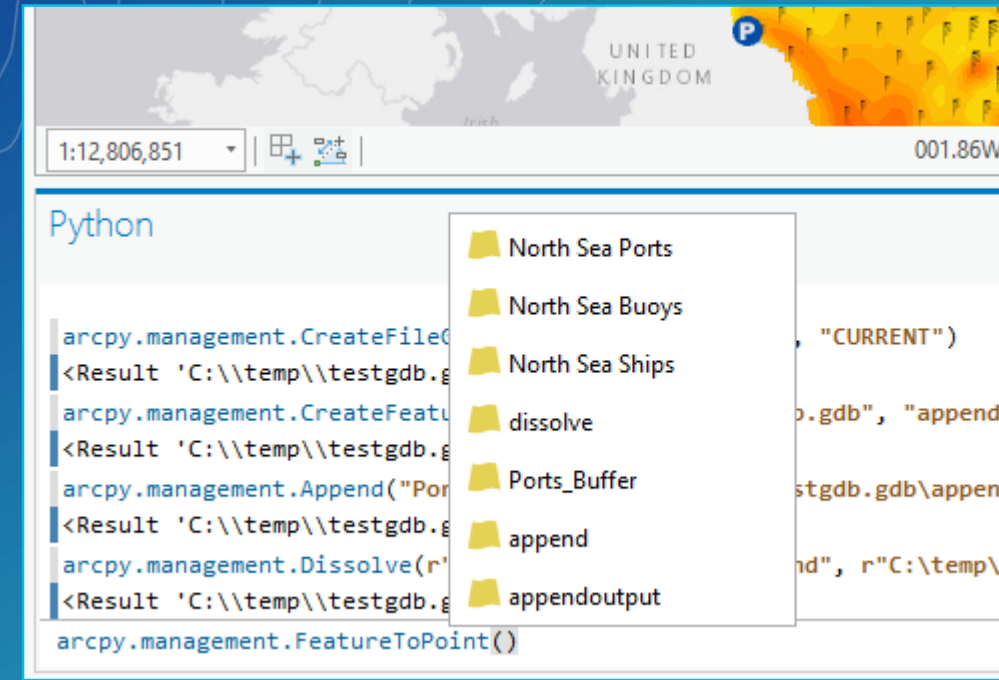 UNITED
KINGDOM
P
Irish
1:12,806,851
001.86W
Python
North Sea Ports
North Sea Buoys
North Sea Ships
dissolve
Ports_Buffer
append
appendoutput
arcpy.management.CreateFile , "CURRENT")
<Result 'C:\\temp\\testgdb.g
arcpy.management.CreateFeatu b.gdb", "append
<Result 'C:\\temp\\testgdb.g
arcpy.management.Append("Por stgdb.gdb\appen
<Result 'C:\\temp\\testgdb.g
arcpy.management.Dissolve(r' nd", r"C:\temp\
<Result 'C:\\temp\\testgdb.g
arcpy.management.FeatureToPoint()